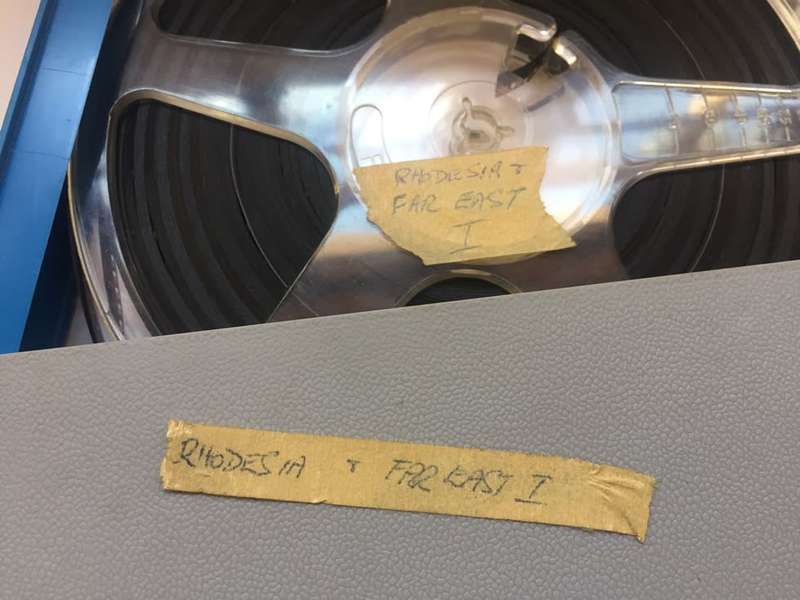 RHODESIA +
FAR EAST
I
RHODESIA + FAR EAST I